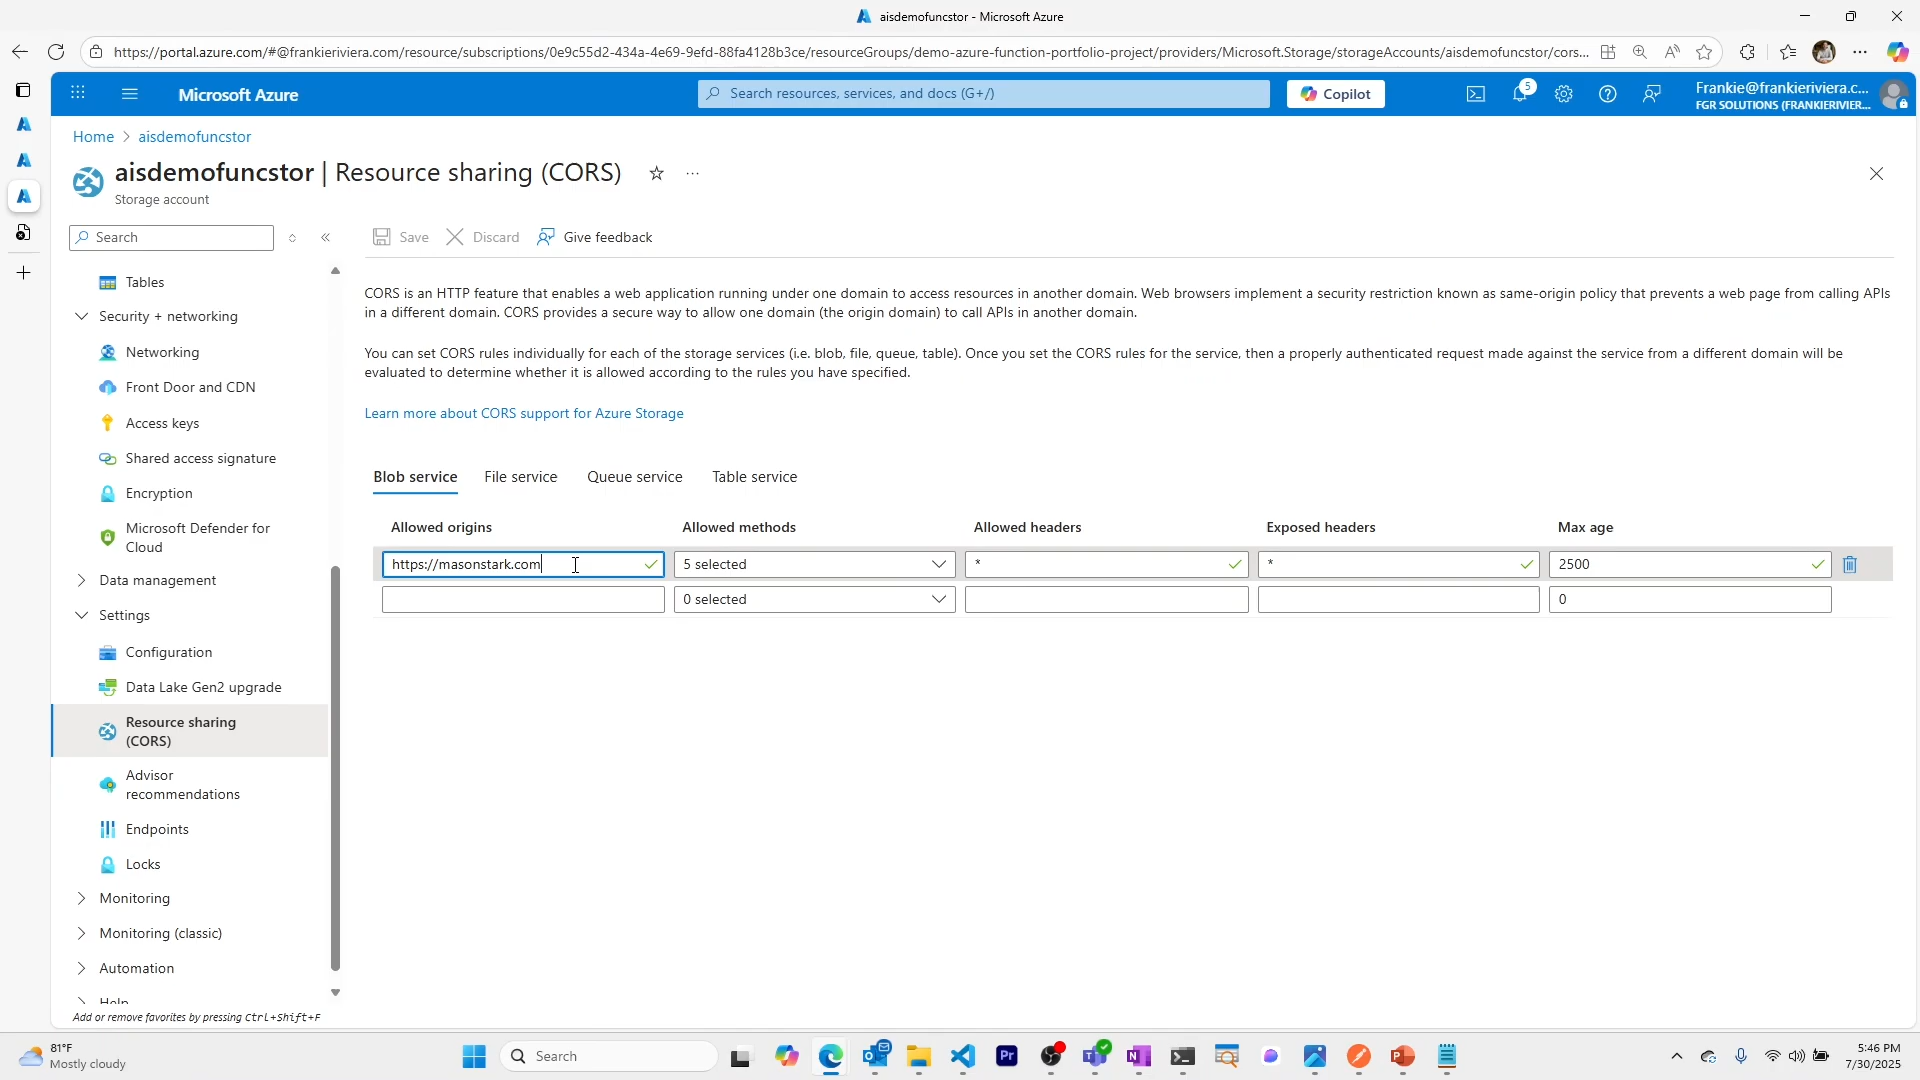 aisdemofuncstor - Microsoft Azure
https://portal.azure.com/#@frankieriviera.com/resource/subscriptions/0e9c55d2-434a-4e69-9efd-88fa4128b3ce/resourceGroups/demo-azure-function-portfolio-project/providers/Microsoft.Storage/storageAccounts/aisdemofuncstor/cors...
Microsoft Azure
Search resources, services, and docs (G+/)
Copilot
5
Frankie@frankieriviera.c...
FGR SOLUTIONS (FRANKIERIVIER...
Home > aisdemofuncstor
aisdemofuncstor | Resource sharing (CORS)
Storage account
Search
Save
Discard
Give feedback
Tables
Security + networking
Networking
Front Door and CDN
Access keys
Shared access signature
Encryption
Microsoft Defender for
Cloud
Data management
Settings
Configuration
Data Lake Gen2 upgrade
Resource sharing
(CORS)
Advisor
recommendations
Endpoints
Locks
Monitoring
Monitoring (classic)
Automation
Help
Add or remove favorites by pressing Ctrl+Shift+F
CORS is an HTTP feature that enables a web application running under one domain to access resources in another domain. Web browsers implement a security restriction known as same-origin policy that prevents a web page from calling APIs
in a different domain. CORS provides a secure way to allow one domain (the origin domain) to call APIs in another domain.
You can set CORS rules individually for each of the storage services (i.e. blob, file, queue, table). Once you set the CORS rules for the service, then a properly authenticated request made against the service from a different domain will be
evaluated to determine whether it is allowed according to the rules you have specified.
Learn more about CORS support for Azure Storage
Blob service
File service
Queue service
Table service
Allowed origins
Allowed methods
Allowed headers
Exposed headers
Max age
https://masonstark.com
5 selected
*
*
2500
0 selected
0
81°F
Mostly cloudy
Search
5:46 PM
7/30/2025